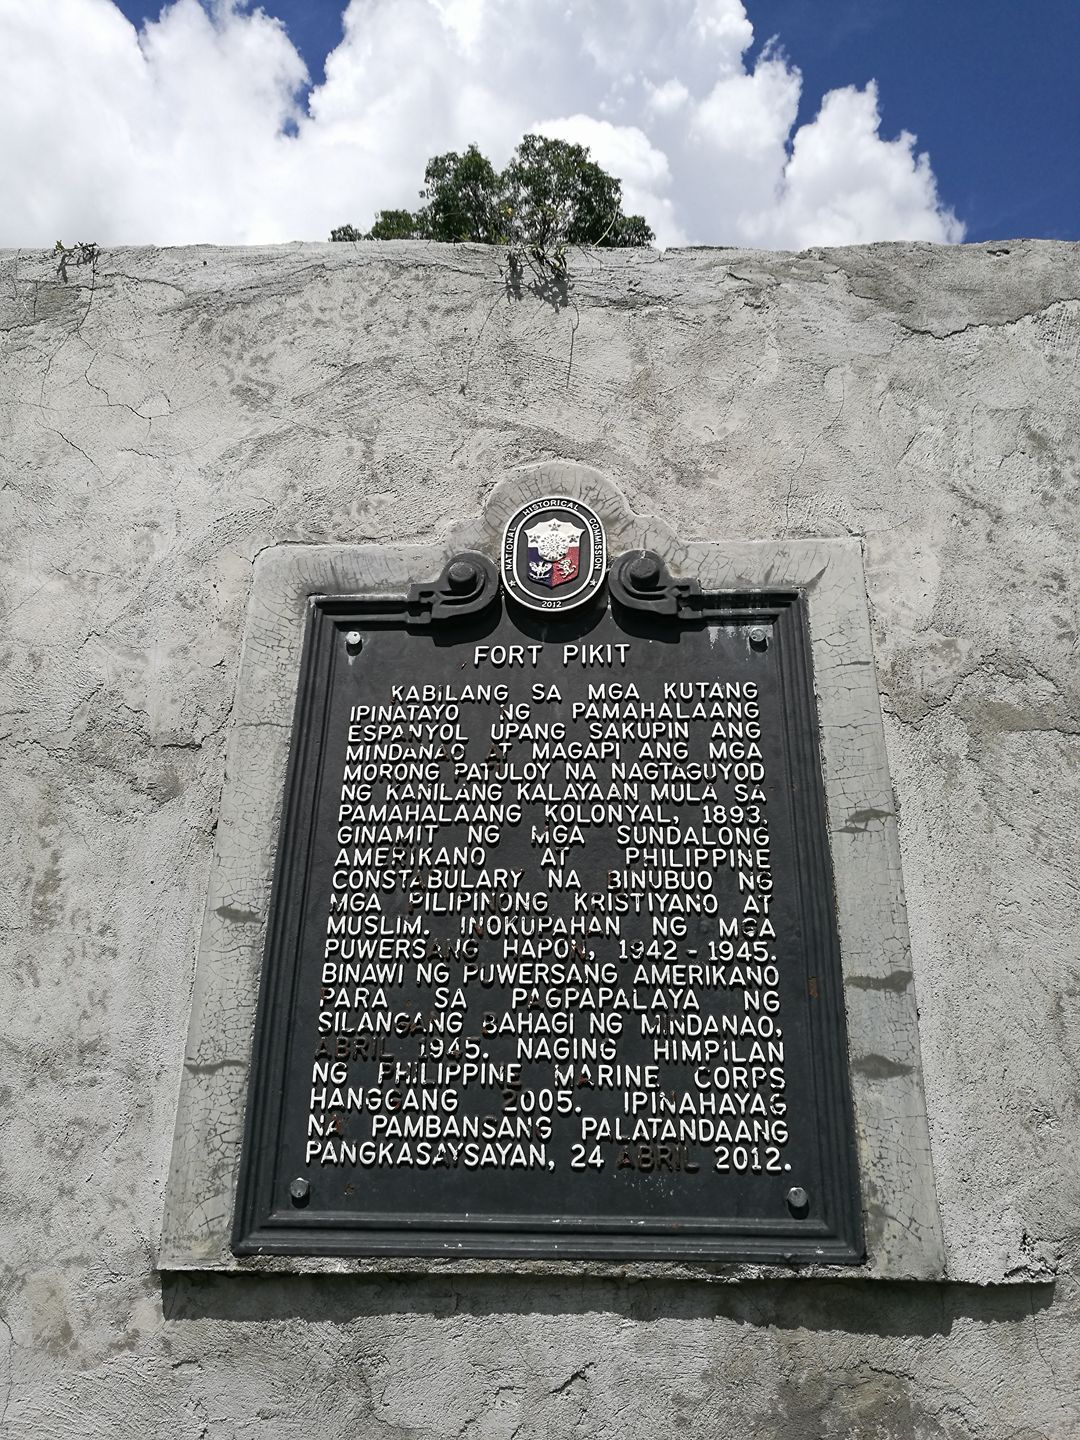 NATIONAL HISTORICAL COMMISSION
2012
FORT PIKIT
KABILANG SA MGA KUTANG
IPINATAYO NG PAMAHALAANG
ESPANYOL UPANG SAKUPIN ANG
MINDANAO AT MAGAPI ANG MGA
MORONG PATULOY NA NAGTAGUYOD
NG KANILANG KALAYAAN MULA SA
PAMAHALAANG KOLONYAL, 1893.
GINAMIT NG MGA SUNDALONG
AMERIKANO AT PHILIPPINE
CONSTABULARY NA BINUBUO NG
MGA PILIPINONG KRISTIYANO AT
MUSLIM. INOKUPAHAN NG MGA
PUWERSANG HAPON, 1942 - 1945.
BINAWI NG PUWERSANG AMERIKANO
PARA SA PAGPAPALAYA NG
SILANGANG BAHAGI NG MINDANAO,
ABRIL 1945. NAGING HIMPILAN
NG PHILIPPINE MARINE CORPS
HANGGANG 2005. IPINAHAYAG
NA PAMBANSANG PALATANDAANG
PANGKASAYSAYAN, 24 ABRIL 2012.